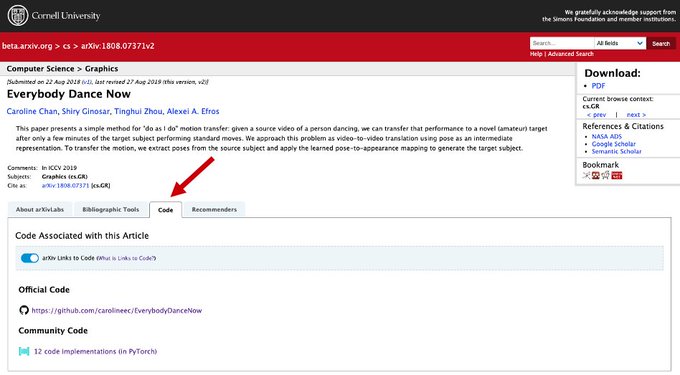 Cornell University
We gratefully acknowledge support from
the Simons Foundation and member institutions.
beta.arxiv.org > cs > arXiv:1808.07371v2
Search...
All fields
Search
Help | Advanced Search
Computer Science > Graphics
[Submitted on 22 Aug 2018 (v1), last revised 27 Aug 2019 (this version, v2)]
Everybody Dance Now
Caroline Chan, Shiry Ginosar, Tinghui Zhou, Alexei A. Efros
This paper presents a simple method for "do as I do" motion transfer: given a source video of a person dancing, we can transfer that performance to a novel (amateur) target
after only a few minutes of the target subject performing standard moves. We approach this problem as video-to-video translation using pose as an intermediate
representation. To transfer the motion, we extract poses from the source subject and apply the learned pose-to-appearance mapping to generate the target subject.
Comments: In ICCV 2019
Subjects: Graphics (cs.GR)
Cite as: arXiv:1808.07371 [cs.GR]
Download:
• PDF
Current browse context:
cs.GR
< prev | next >
References & Citations
• NASA ADS
• Google Scholar
• Semantic Scholar
Bookmark
About arXivLabs
Bibliographic Tools
Code
Recommenders
Code Associated with this Article
arXiv Links to Code (What is Links to Code?)
Official Code
https://github.com/carolineec/EverybodyDanceNow
Community Code
12 code implementations (in PyTorch)